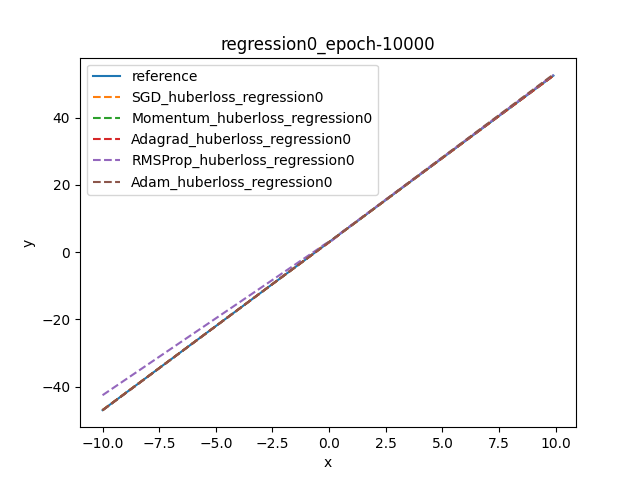 regression0_epoch-10000
reference
SGD_huberloss_regression0
Momentum_huberloss_regression0
Adagrad_huberloss_regression0
RMSProp_huberloss_regression0
Adam_huberloss_regression0
40
20
0
−20
−40
y
−10.0 −7.5 −5.0 −2.5 0.0 2.5 5.0 7.5 10.0
x